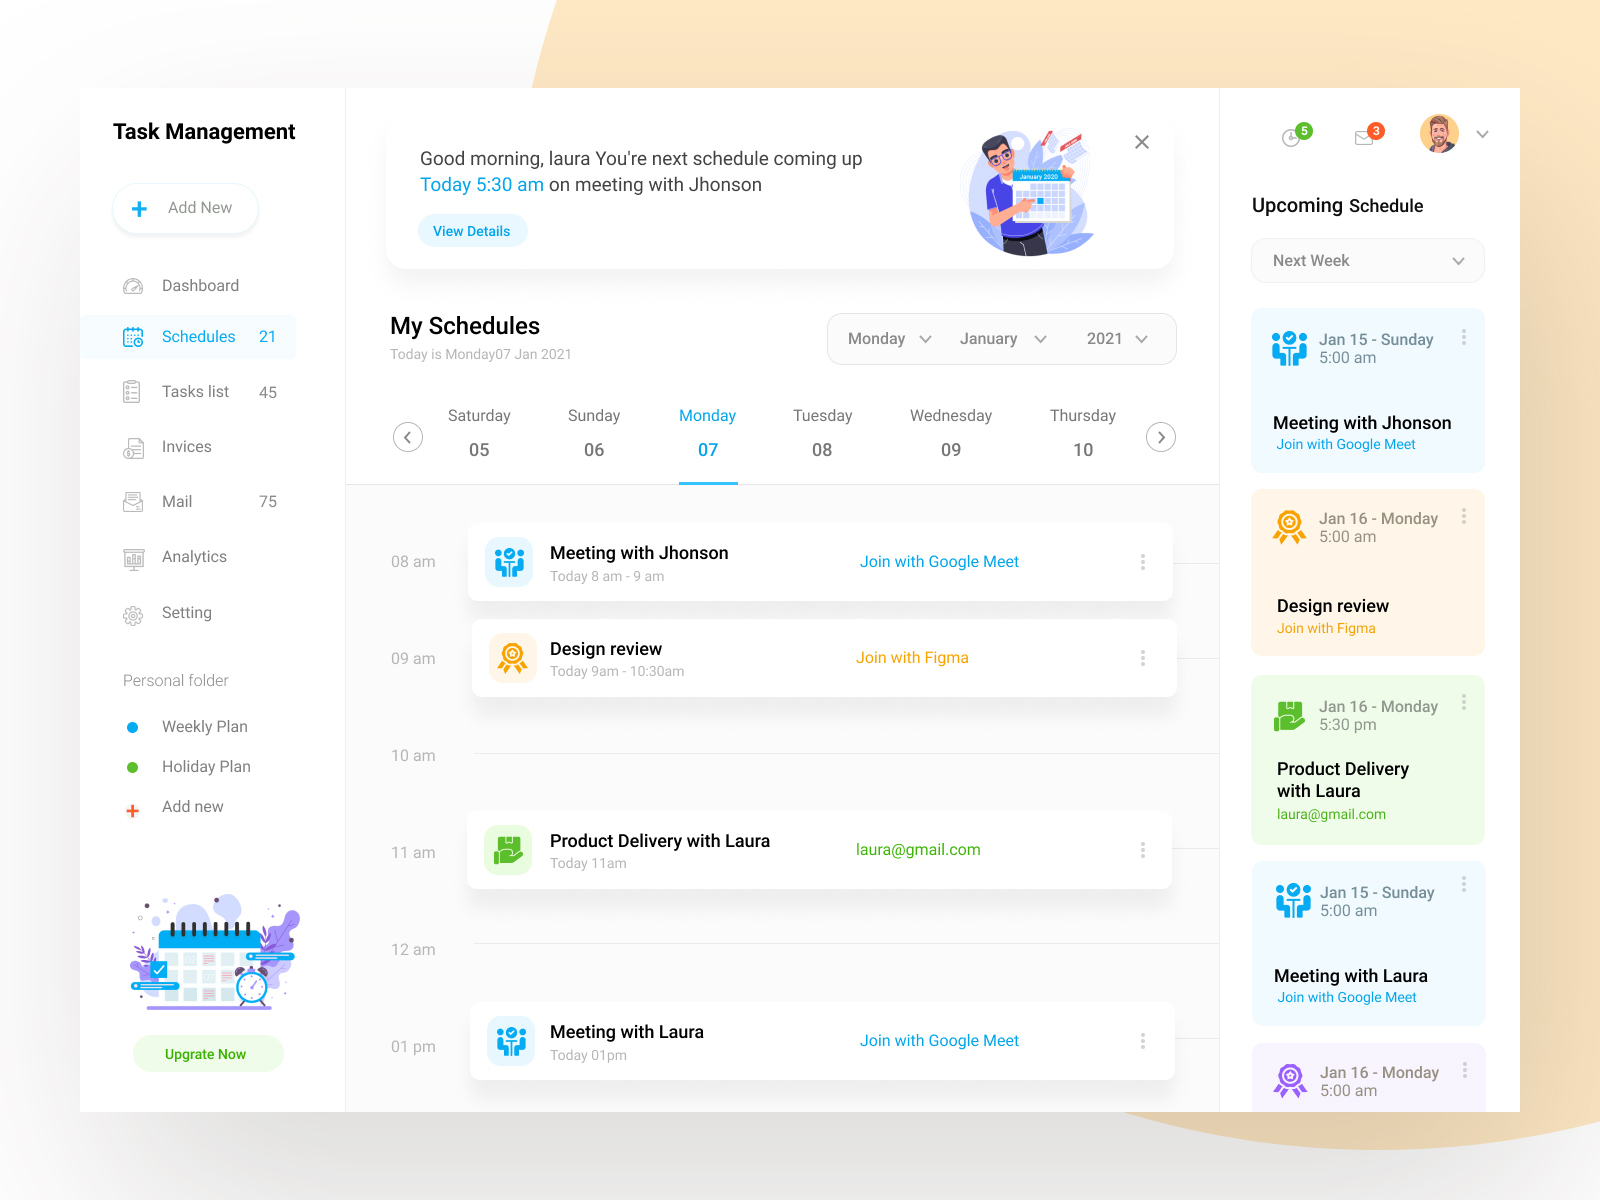 Task Management
Add New
Dashboard
Schedules 21
Tasks list 45
Invices
Mail 75
Analytics
Setting
Personal folder
Weekly Plan
Holiday Plan
Add new
Upgrate Now
Good morning, laura You're next schedule coming up
Today 5:30 am on meeting with Jhonson
View Details
January 2020
My Schedules
Today is Monday07 Jan 2021
Monday January 2021
Saturday Sunday Monday Tuesday Wednesday Thursday
05 06 07 08 09 10
08 am
Meeting with Jhonson
Today 8 am - 9 am
Join with Google Meet
09 am
Design review
Today 9am - 10:30am
Join with Figma
10 am
11 am
Product Delivery with Laura
Today 11am
laura@gmail.com
12 am
01 pm
Meeting with Laura
Today 01pm
Join with Google Meet
5
3
Upcoming Schedule
Next Week
Jan 15 - Sunday
5:00 am
Meeting with Jhonson
Join with Google Meet
Jan 16 - Monday
5:00 am
Design review
Join with Figma
Jan 16 - Monday
5:30 pm
Product Delivery
with Laura
laura@gmail.com
Jan 15 - Sunday
5:00 am
Meeting with Laura
Join with Google Meet
Jan 16 - Monday
5:00 am